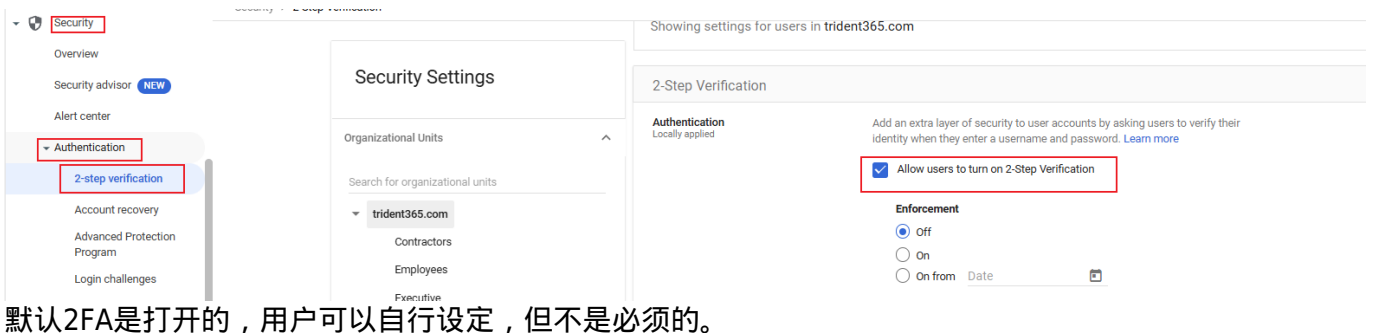 Security
Overview
Security advisor NEW
Alert center
Authentication
2-step verification
Account recovery
Advanced Protection
Program
Login challenges
Security Settings
Organizational Units
Search for organizational units
trident365.com
Contractors
Employees
Executive
Showing settings for users in trident365.com
2-Step Verification
Authentication
Locally applied
Add an extra layer of security to user accounts by asking users to verify their
identity when they enter a username and password. Learn more
Allow users to turn on 2-Step Verification
Enforcement
Off
On
On from Date
默认2FA是打开的，用户可以自行设定，但不是必须的。